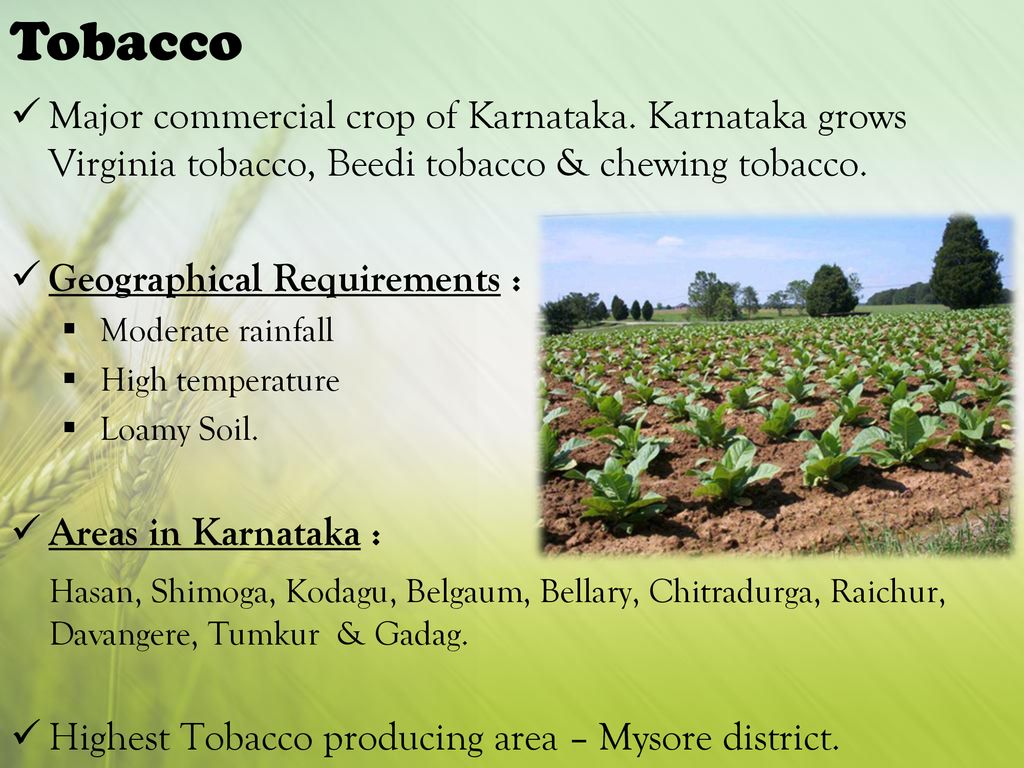 Tobacco
✓ Major commercial crop of Karnataka. Karnataka grows
Virginia tobacco, Beedi tobacco & chewing tobacco.
✓ Geographical Requirements :
▪ Moderate rainfall
▪ High temperature
▪ Loamy Soil.
✓ Areas in Karnataka :
Hasan, Shimoga, Kodagu, Belgaum, Bellary, Chitradurga, Raichur,
Davangere, Tumkur & Gadag.
✓ Highest Tobacco producing area – Mysore district.